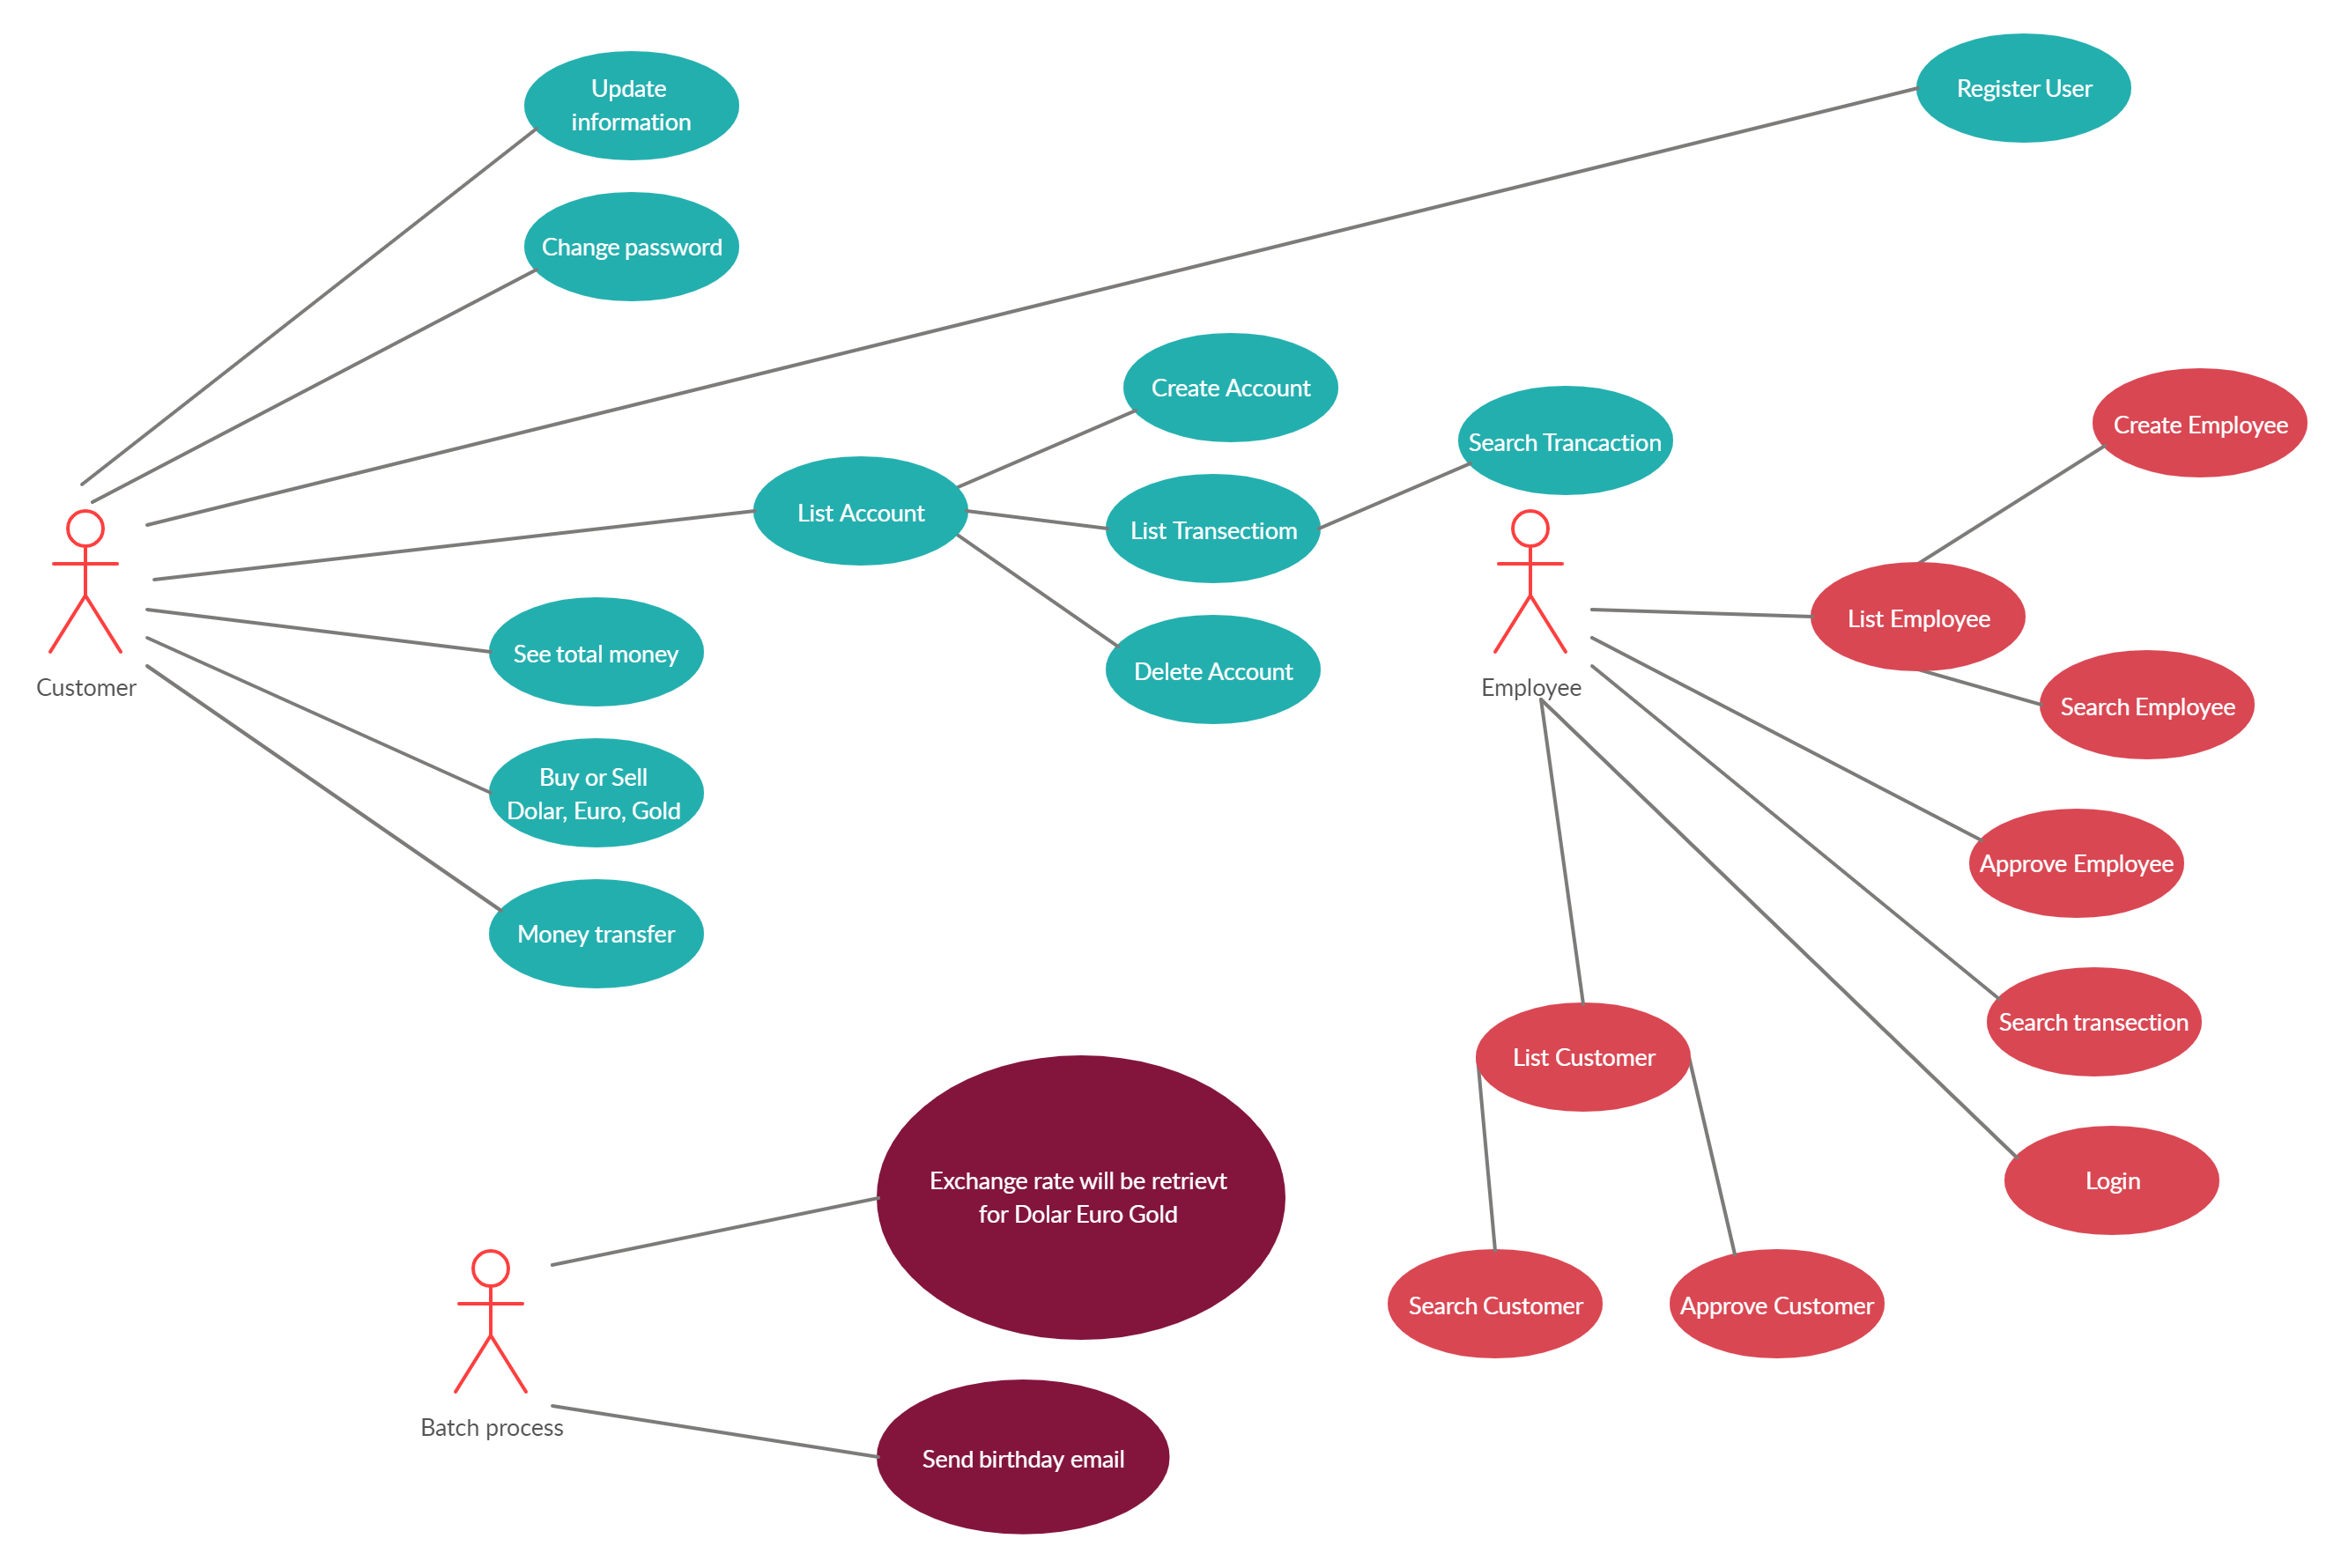 Update
information
Register User
Change password
Create Account
Search Trancaction
Create Employee
List Account
List Transectiom
List Employee
See total money
Delete Account
Customer
Employee
Search Employee
Buy or Sell
Dolar, Euro, Gold
Approve Employee
Money transfer
Search transection
List Customer
Exchange rate will be retrievt
for Dolar Euro Gold
Login
Search Customer
Approve Customer
Batch process
Send birthday email